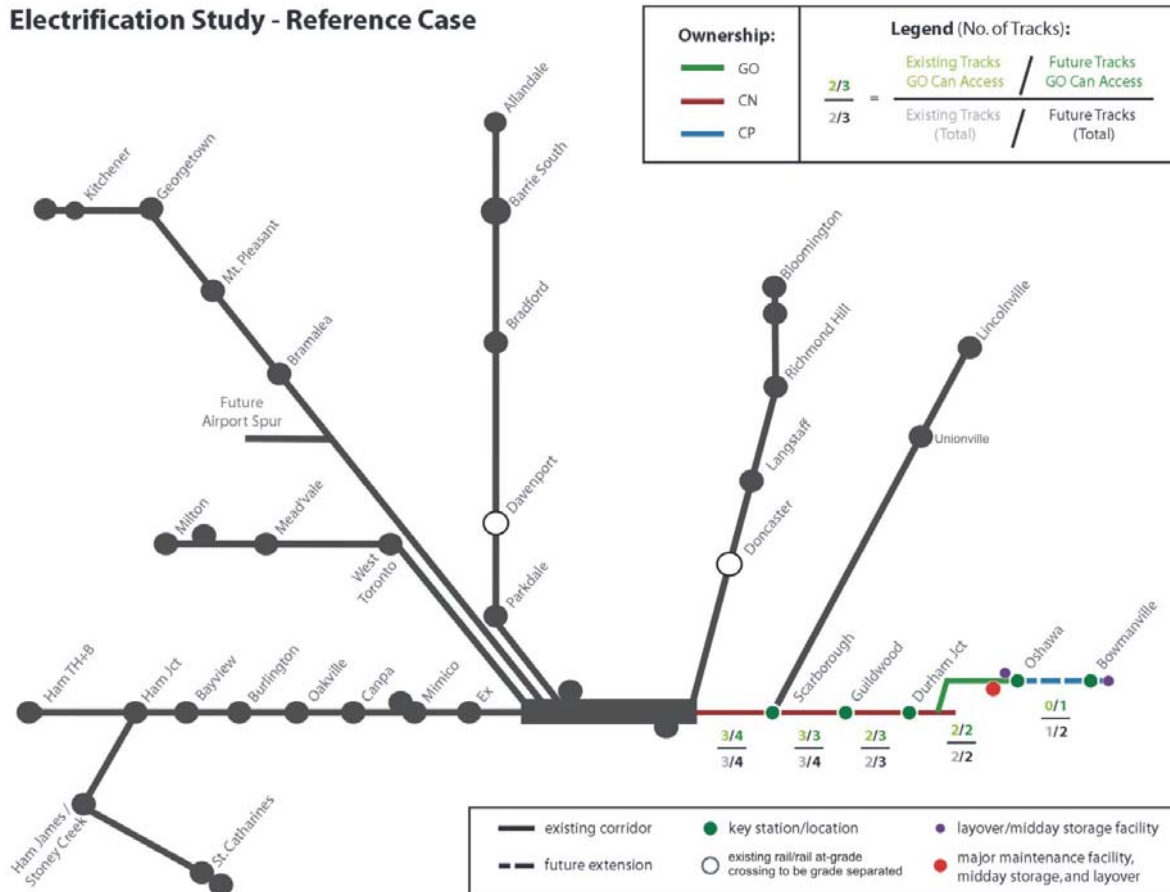 Electrification Study - Reference Case
Ownership:
GO
CN
CP
Legend (No. of Tracks):
2/3
2/3
=
Existing Tracks
GO Can Access
/
Future Tracks
GO Can Access
Existing Tracks
(Total)
/
Future Tracks
(Total)
Allandale
Kitchener
Georgetown
Barrie South
Mt. Pleasant
Bloomington
Bradford
Lincolnville
Bramalea
Richmond Hill
Future
Airport Spur
Unionville
Langstaff
Davenport
Milton
Mead'vale
West
Toronto
Doncaster
Parkdale
Ham TH+B
Ham Jct
Bayview
Burlington
Oakville
Canpa
Mimico
Ex
Scarborough
Guildwood
Durham Jct
Oshawa
Bowmanville
3/4
3/4
3/3
3/4
2/3
2/3
2/2
2/2
0/1
1/2
Ham James /
Stoney Creek
St. Catharines
existing corridor
key station/location
layover/midday storage facility
future extension
existing rail/rail at-grade
crossing to be grade separated
major maintenance facility,
midday storage, and layover